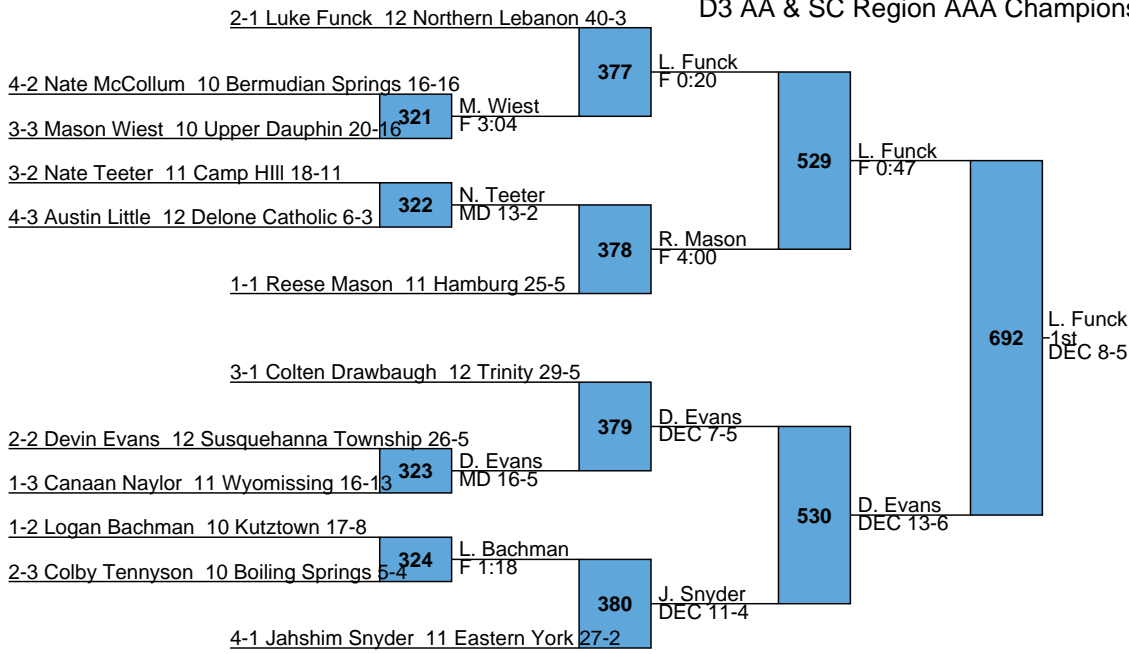 D3 AA & SC Region AAA Champions
2-1 Luke Funck 12 Northern Lebanon 40-3
377
L. Funck
F 0:20
4-2 Nate McCollum 10 Bermudian Springs 16-16
321
M. Wiest
F 3:04
3-3 Mason Wiest 10 Upper Dauphin 20-16
529
L. Funck
F 0:47
3-2 Nate Teeter 11 Camp HIll 18-11
322
N. Teeter
MD 13-2
4-3 Austin Little 12 Delone Catholic 6-3
378
R. Mason
F 4:00
1-1 Reese Mason 11 Hamburg 25-5
692
L. Funck
1st
DEC 8-5
3-1 Colten Drawbaugh 12 Trinity 29-5
379
D. Evans
DEC 7-5
2-2 Devin Evans 12 Susquehanna Township 26-5
323
D. Evans
MD 16-5
1-3 Canaan Naylor 11 Wyomissing 16-13
530
D. Evans
DEC 13-6
1-2 Logan Bachman 10 Kutztown 17-8
324
L. Bachman
F 1:18
2-3 Colby Tennyson 10 Boiling Springs 5-4
380
J. Snyder
DEC 11-4
4-1 Jahshim Snyder 11 Eastern York 27-2